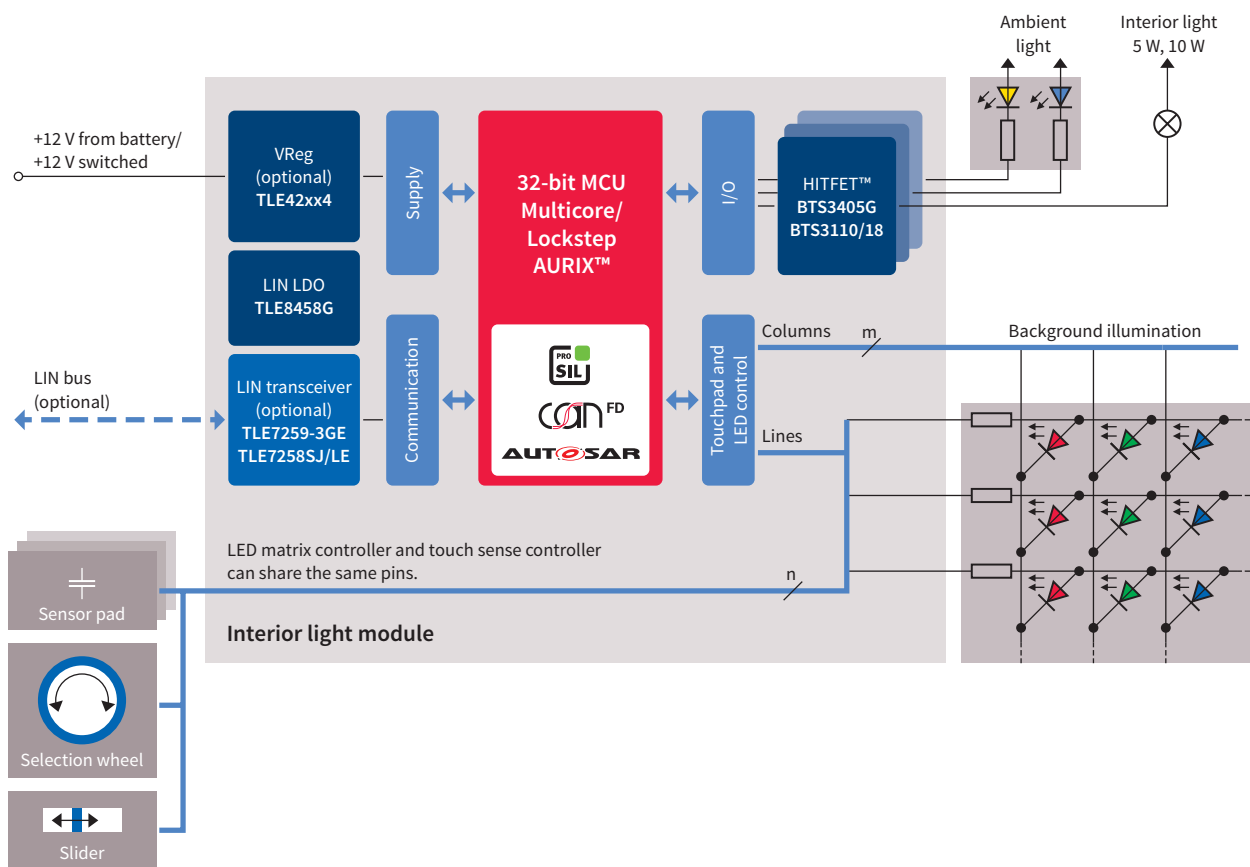 Ambient
light
Interior light
5 W, 10 W
+12 V from battery/
+12 V switched
VReg
(optional)
TLE42xx4
Supply
32-bit MCU
Multicore/
Lockstep
AURIX™
I/O
HITFET™
BTS3405G
BTS3110/18
LIN LDO
TLE8458G
LIN bus
(optional)
LIN transceiver
(optional)
TLE7259-3GE
TLE7258SJ/LE
Communication
PRO
SIL
CAN FD
AUTOSAR
Touchpad and
LED control
Columns
m
Background illumination
Lines
LED matrix controller and touch sense controller
can share the same pins.
n
Interior light module
Sensor pad
Selection wheel
Slider